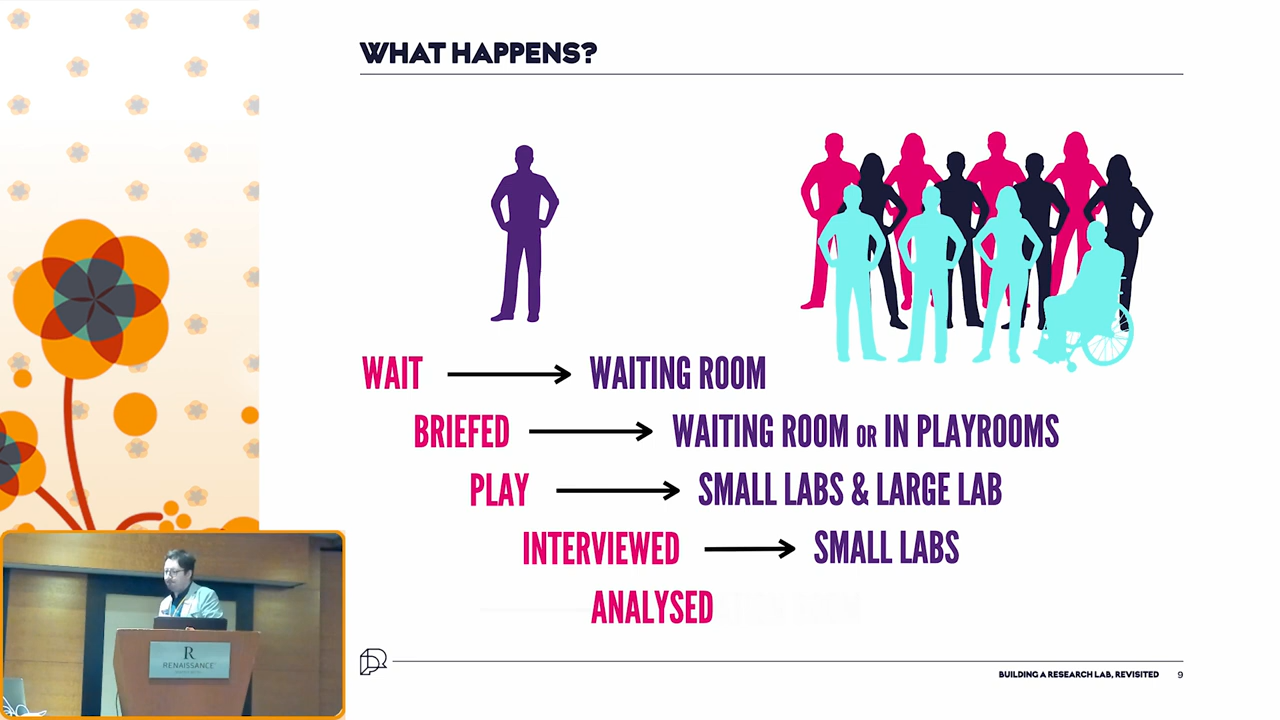 WHAT HAPPENS?
WAIT WAITING ROOM
BRIEFED WAITING ROOM OR IN PLAYROOMS
PLAY SMALL LABS & LARGE LAB
INTERVIEWED SMALL LABS
ANALYSED
BUILDING A RESEARCH LAB, REVISITED 9
R
RENAISSANCE